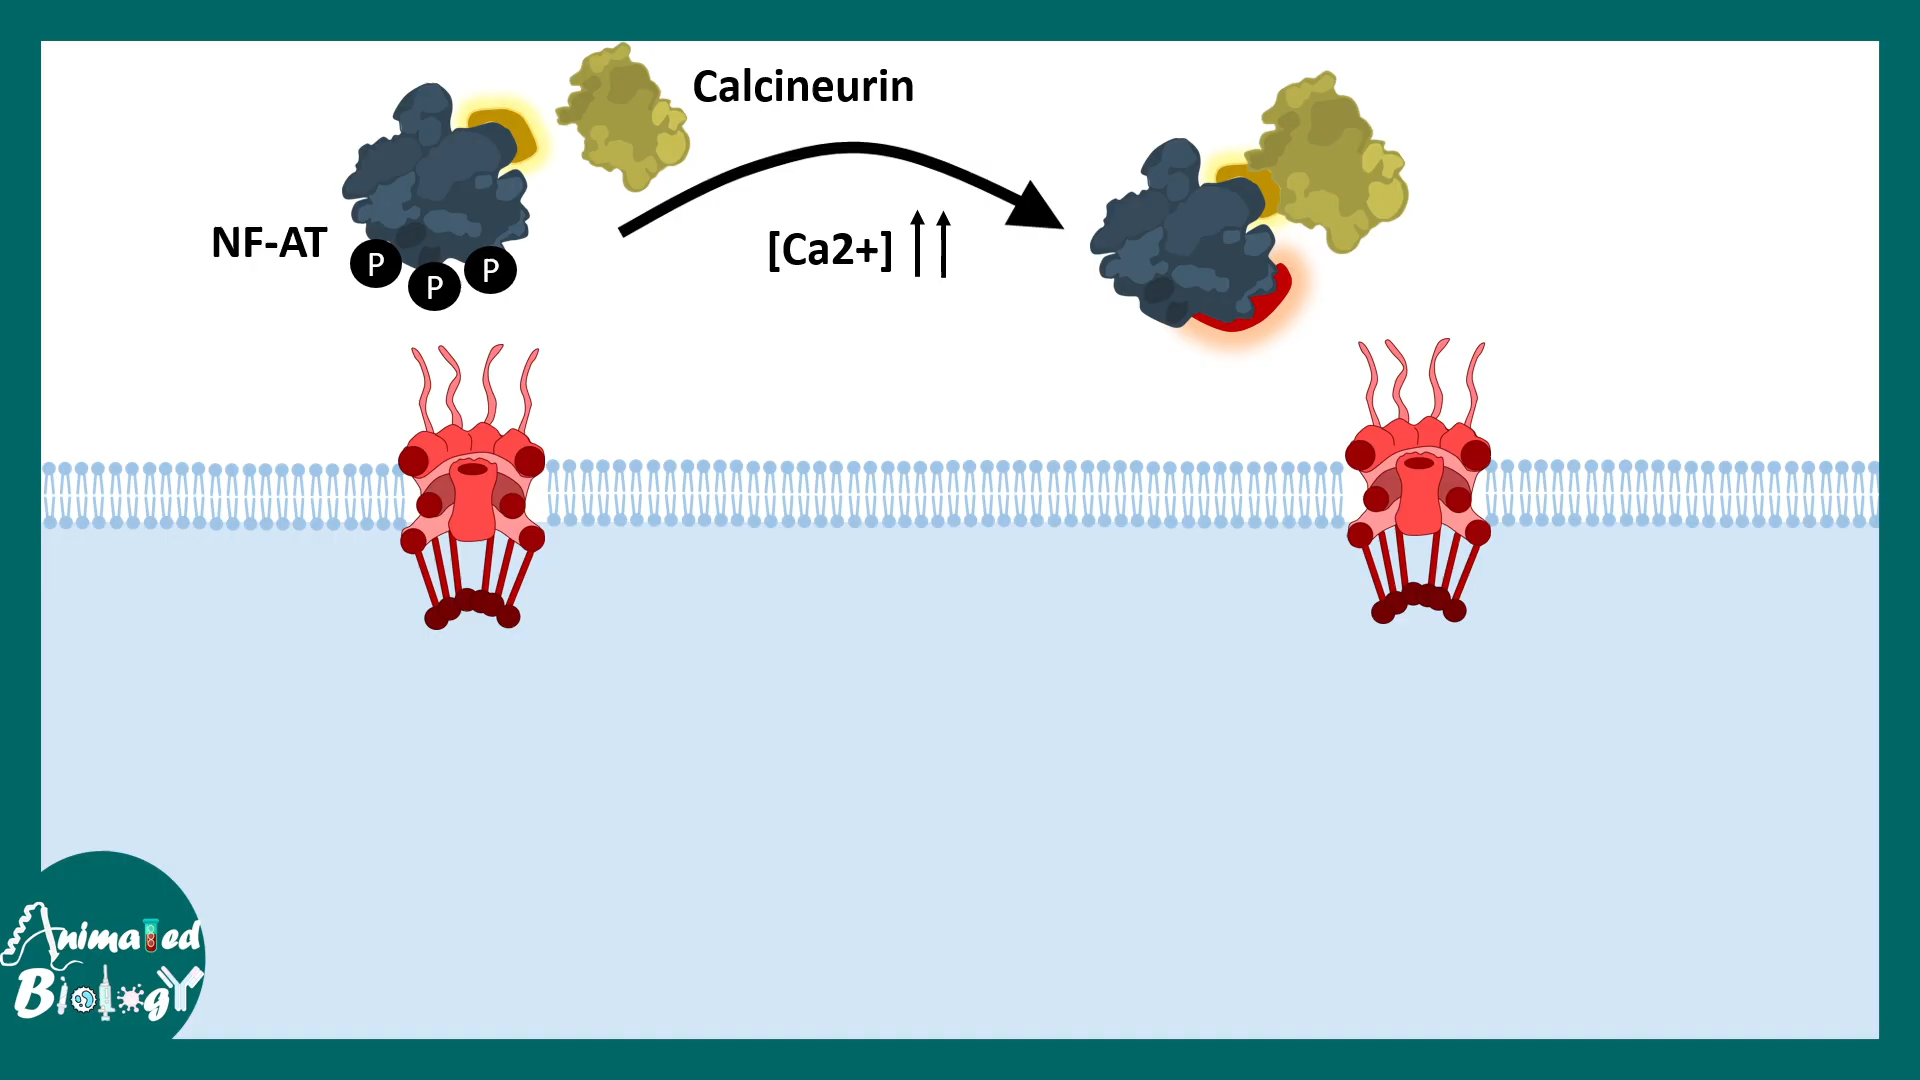 Calcineurin
NF-AT
[Ca2+]
P
P
P
Animated
Biology